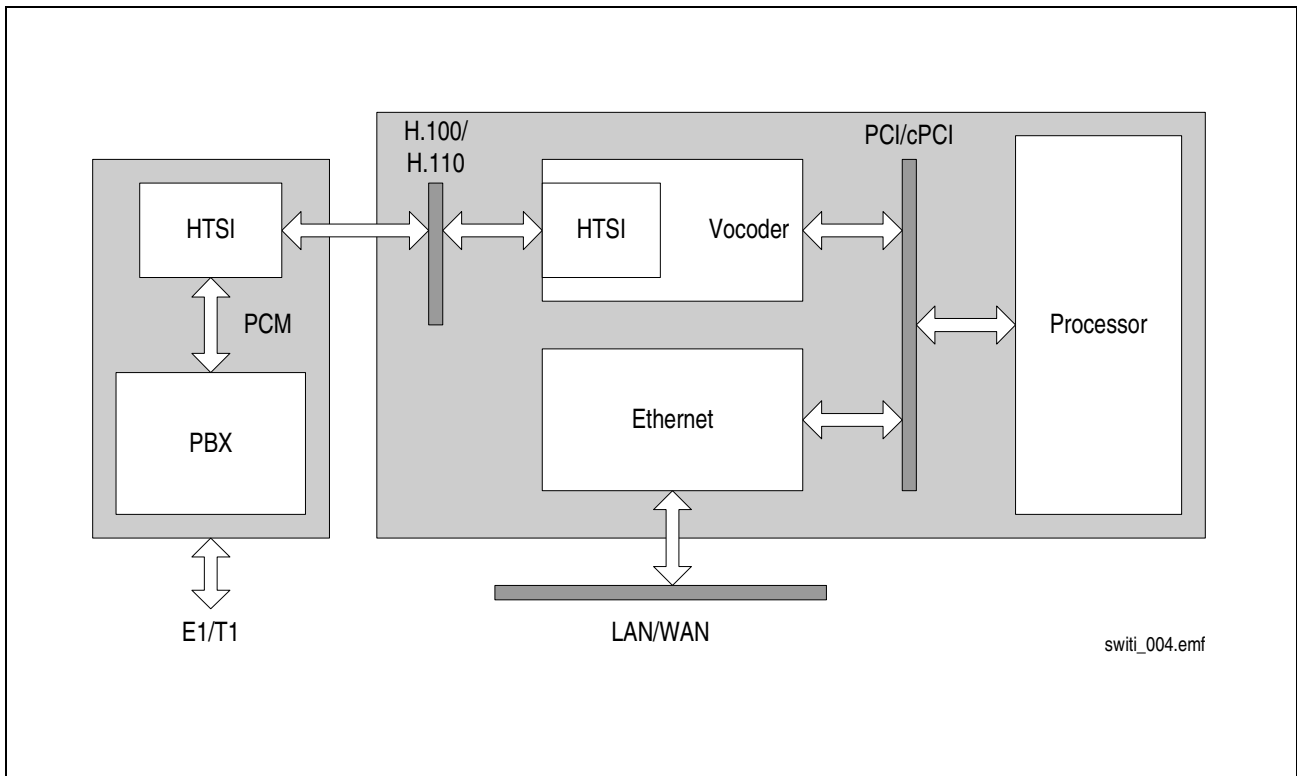 H.100/
H.110
PCI/cPCI
HTSI
HTSI
Vocoder
PCM
Processor
PBX
Ethernet
E1/T1
LAN/WAN
switi_004.emf